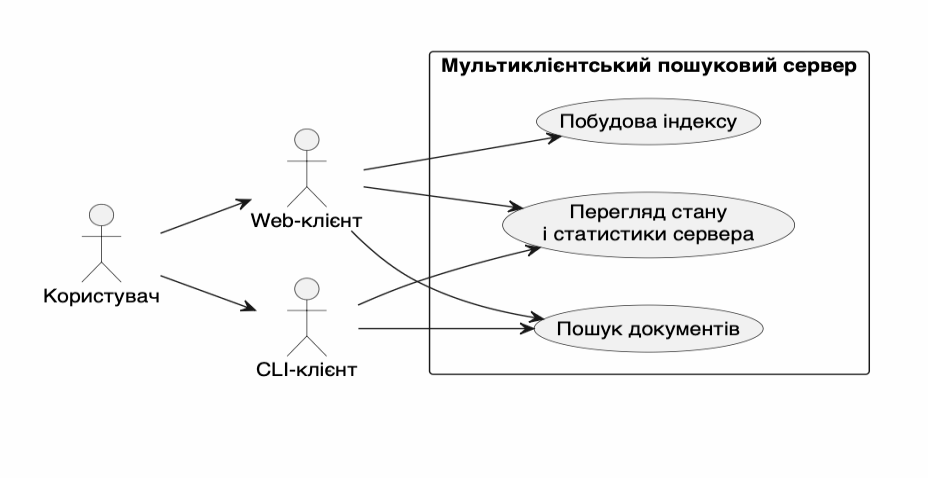 Мультиклієнтський пошуковий сервер
Побудова індексу
Web-клієнт
Перегляд стану
і статистики сервера
Користувач
Пошук документів
CLI-клієнт